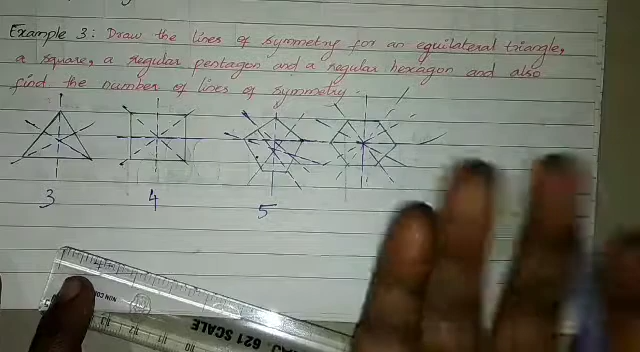 Example 3: Draw the lines of symmetry for an equilateral triangle,
a square, a regular pentagon and a regular hexagon and also
find the number of lines of symmetry.
3 4 5
621 SCALE